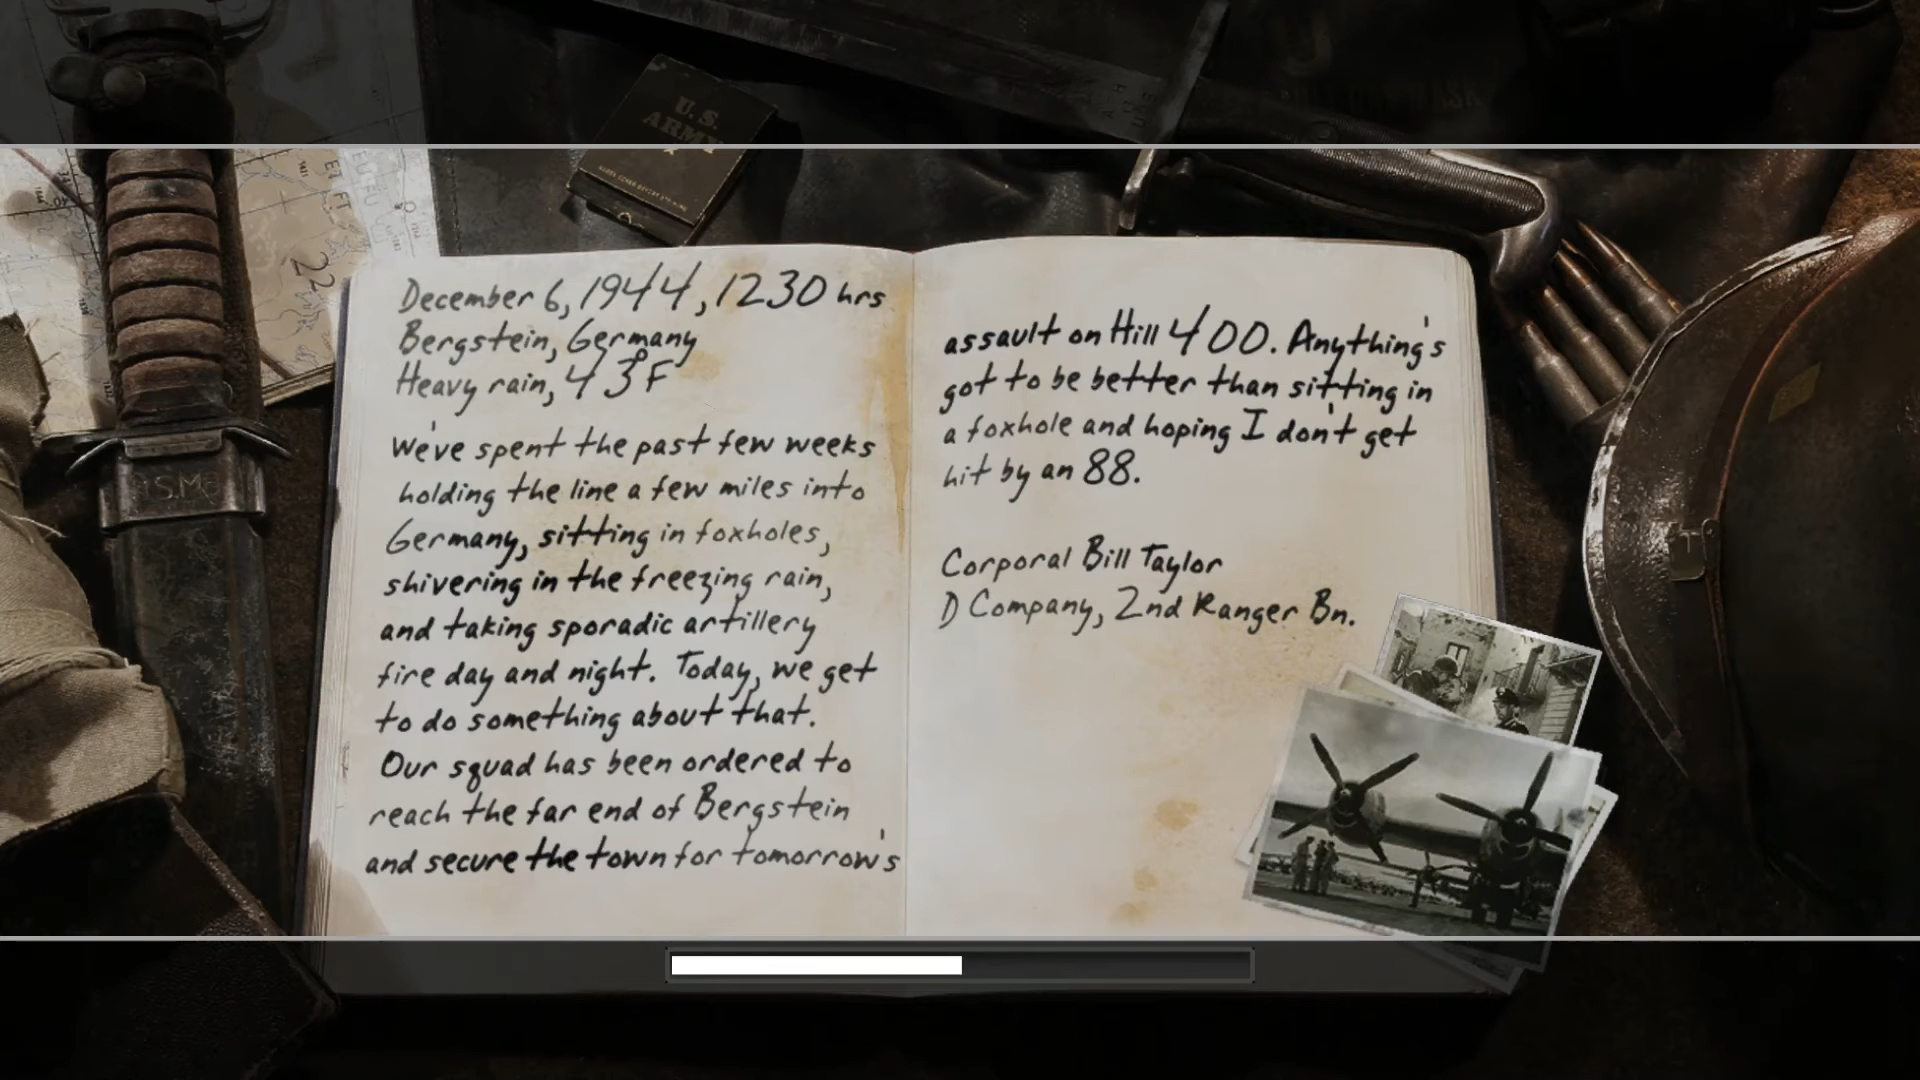 U.S.
ARMY
22
U.S.M
December 6, 1944, 1230 hrs
Bergstein, Germany
Heavy rain, 43°F
We've spent the past few weeks
holding the line a few miles into
Germany, sitting in foxholes,
shivering in the freezing rain,
and taking sporadic artillery
fire day and night. Today, we get
to do something about that.
Our squad has been ordered to
reach the far end of Bergstein
and secure the town for tomorrow's
assault on Hill 400. Anything's
got to be better than sitting in
a foxhole and hoping I don't get
hit by an 88.
Corporal Bill Taylor
D Company, 2nd Ranger Bn.